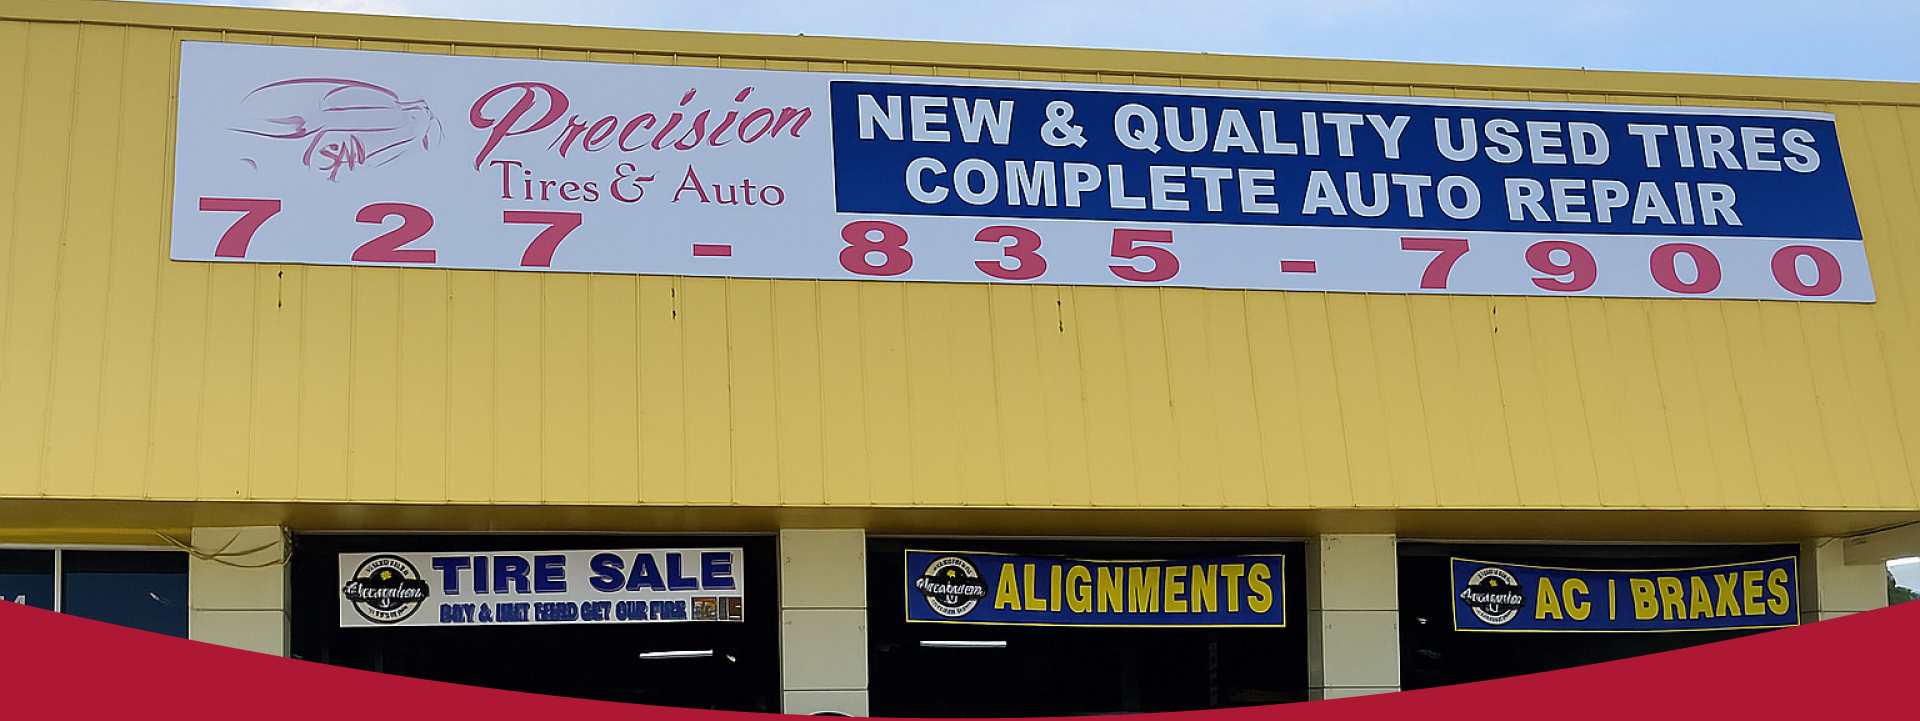 Precision
Tires & Auto
NEW & QUALITY USED TIRES
COMPLETE AUTO REPAIR
727-835-7900
TIRE SALE
ALIGNMENTS
AC | BRAXES